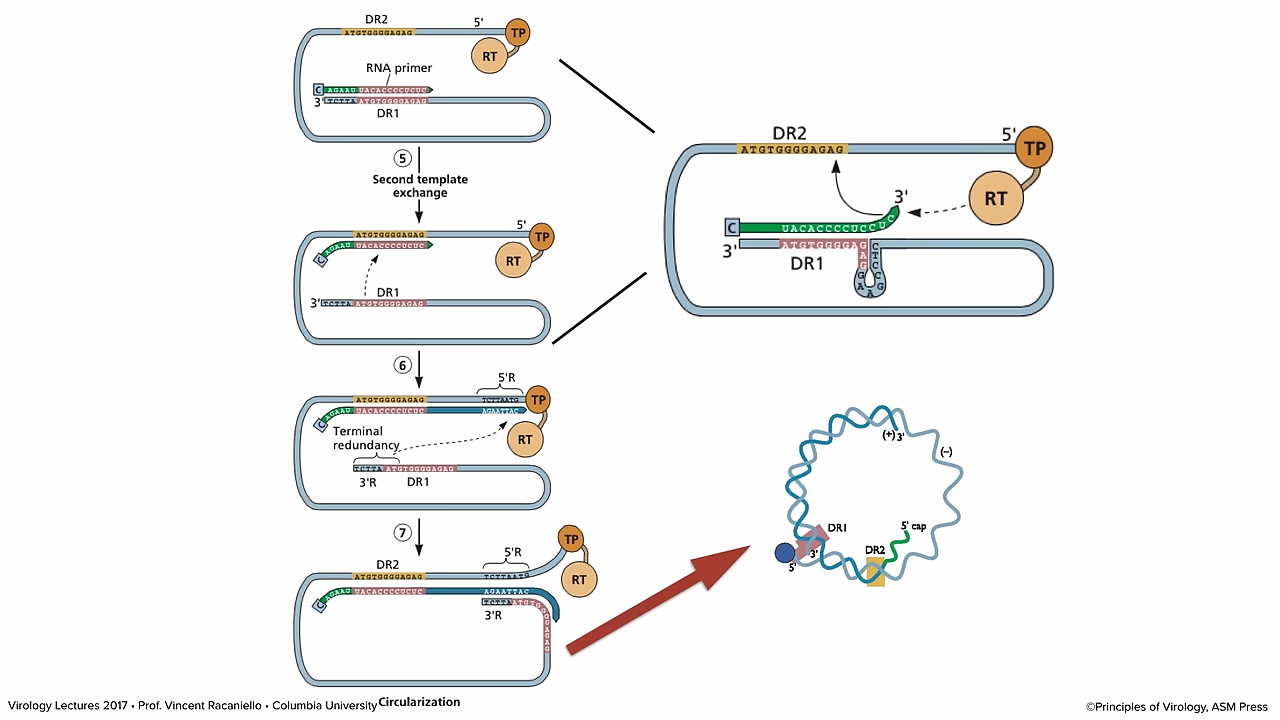 DR2
5'
TP
ATGTGGGGAGAG
RT
RNA primer
C AGAAU UACACCCCUCUC
3' TCTTA ATGTGGGGAGAG
DR1
5
Second template
exchange
5'
ATGTGGGGAGAG
TP
C AGAAU UACACCCCUCUC
RT
DR1
3' TCTTA ATGTGGGGAGAG
6
5'R
ATGTGGGGAGAG TCTTAATG TP
C AGAAU UACACCCCUCUC AGAATTAC
RT
Terminal
redundancy
TCTTA ATGTGGGGAGAG
3'R DR1
7
TP
DR2
5'R
ATGTGGGGAGAG TCTTAATG
RT
C AGAAU UACACCCCUCUC AGAATTAC
TCTTAATGTGGGGAGAG
3'R
Circularization
DR2
5'
ATGTGGGGAGAG
TP
3'
RT
C UACACCCCUCCUC
3'
ATGTGGGGAGAGGAGCCTC
DR1
(+) 3'
(-)
DR1
5' cap
3'
DR2
5'
Virology Lectures 2017 • Prof. Vincent Racaniello • Columbia University
©Principles of Virology, ASM Press